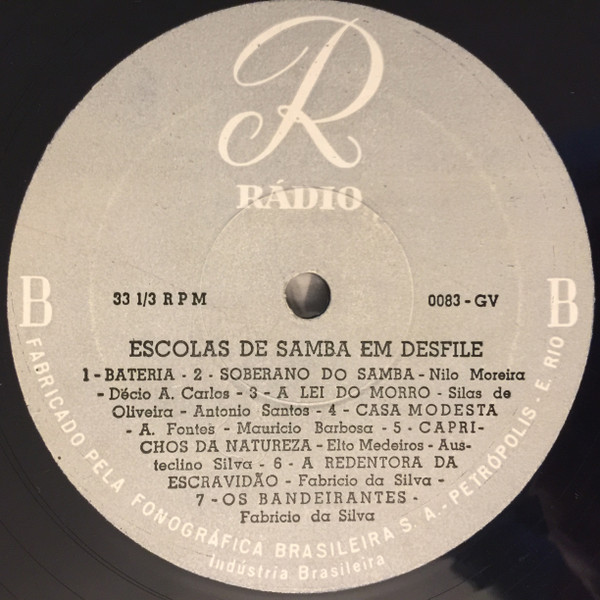 R
RÁDIO
B
B
33 1/3 R P M
0083 - GV
ESCOLAS DE SAMBA EM DESFILE
1 - BATERIA - 2 - SOBERANO DO SAMBA - Nilo Moreira
- Décio A. Carlos - 3 - A LEI DO MORRO - Silas de
Oliveira - Antonio Santos - 4 - CASA MODESTA
- A. Fontes - Mauricio Barbosa - 5 - CAPRI-
CHOS DA NATUREZA - Elto Medeiros - Aus-
teclino Silva - 6 - A REDENTORA DA
ESCRAVIDÃO - Fabricio da Silva -
7 - OS BANDEIRANTES -
Fabricio da Silva
FABRICADO PELA FONOGRÁFICA BRASILEIRA S. A. - PETRÓPOLIS - E. RIO
Indústria Brasileira